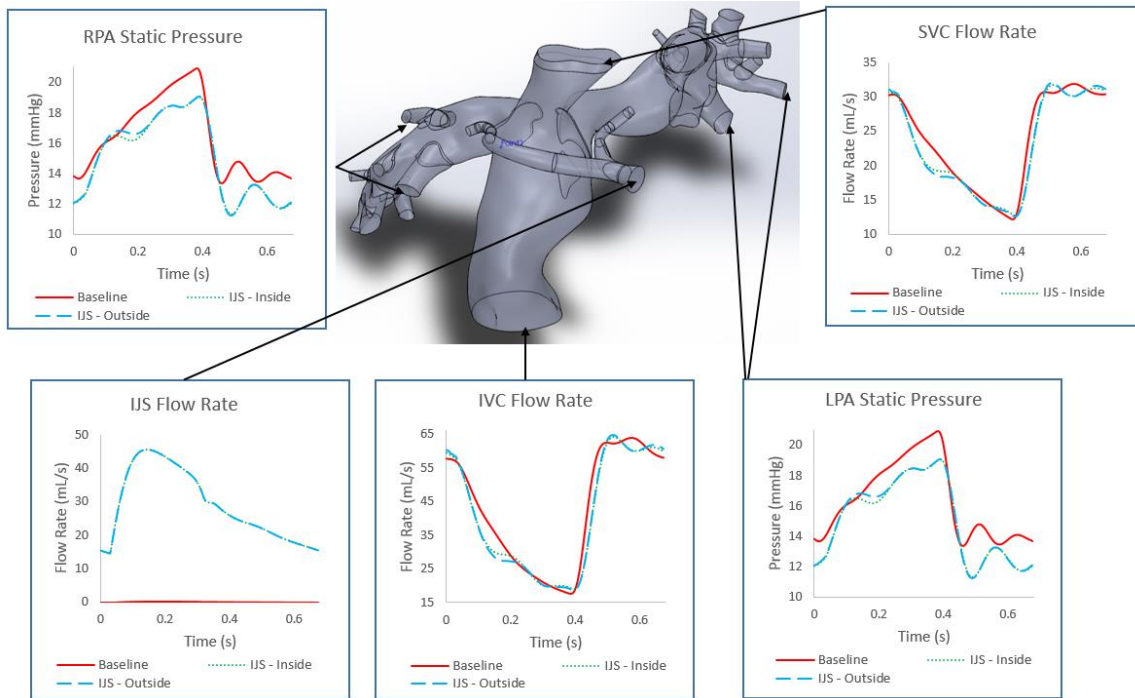 RPA Static Pressure
Pressure (mmHg)
20
18
16
14
12
10
0
0.2
0.4
0.6
Time (s)
Baseline
IJS - Inside
IJS - Outside
SVC Flow Rate
Flow Rate (mL/s)
35
30
25
20
15
10
0
0.2
0.4
0.6
Time (s)
Baseline
IJS - Inside
IJS - Outside
IJS Flow Rate
Flow Rate (mL/s)
50
40
30
20
10
0
0
0.2
0.4
0.6
Time (s)
Baseline
IJS - Inside
IJS - Outside
IVC Flow Rate
Flow Rate (mL/s)
65
55
45
35
25
15
0
0.2
0.4
0.6
Time (s)
Baseline
IJS - Inside
IJS - Outside
LPA Static Pressure
Pressure (mmHg)
20
18
16
14
12
10
0
0.2
0.4
0.6
Time (s)
Baseline
IJS - Inside
IJS - Outside